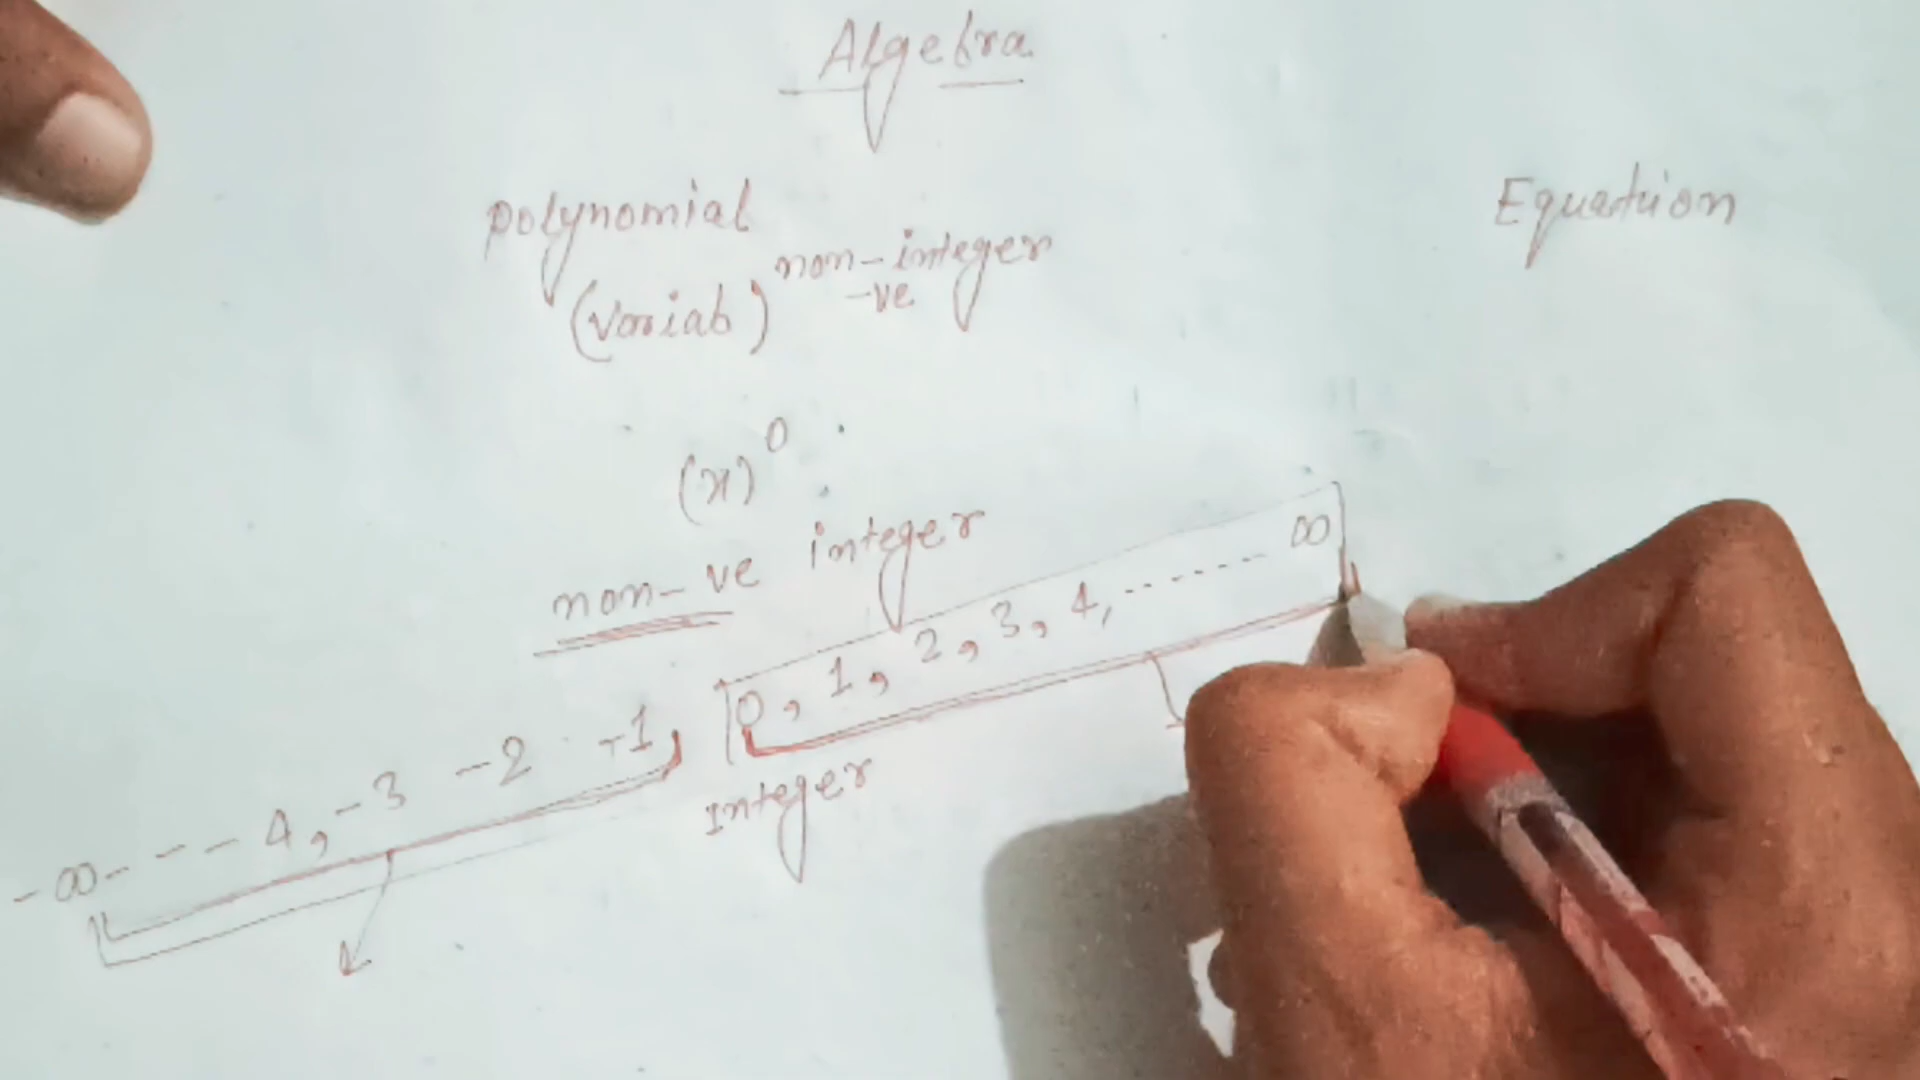 Algebra
polynomial
Equation
(variab) non-integer
-ve
(x)⁰
non-ve integer
-∞ - - - - 4, -3 -2 -1, 0, 1, 2, 3, 4, ------- ∞
Integer